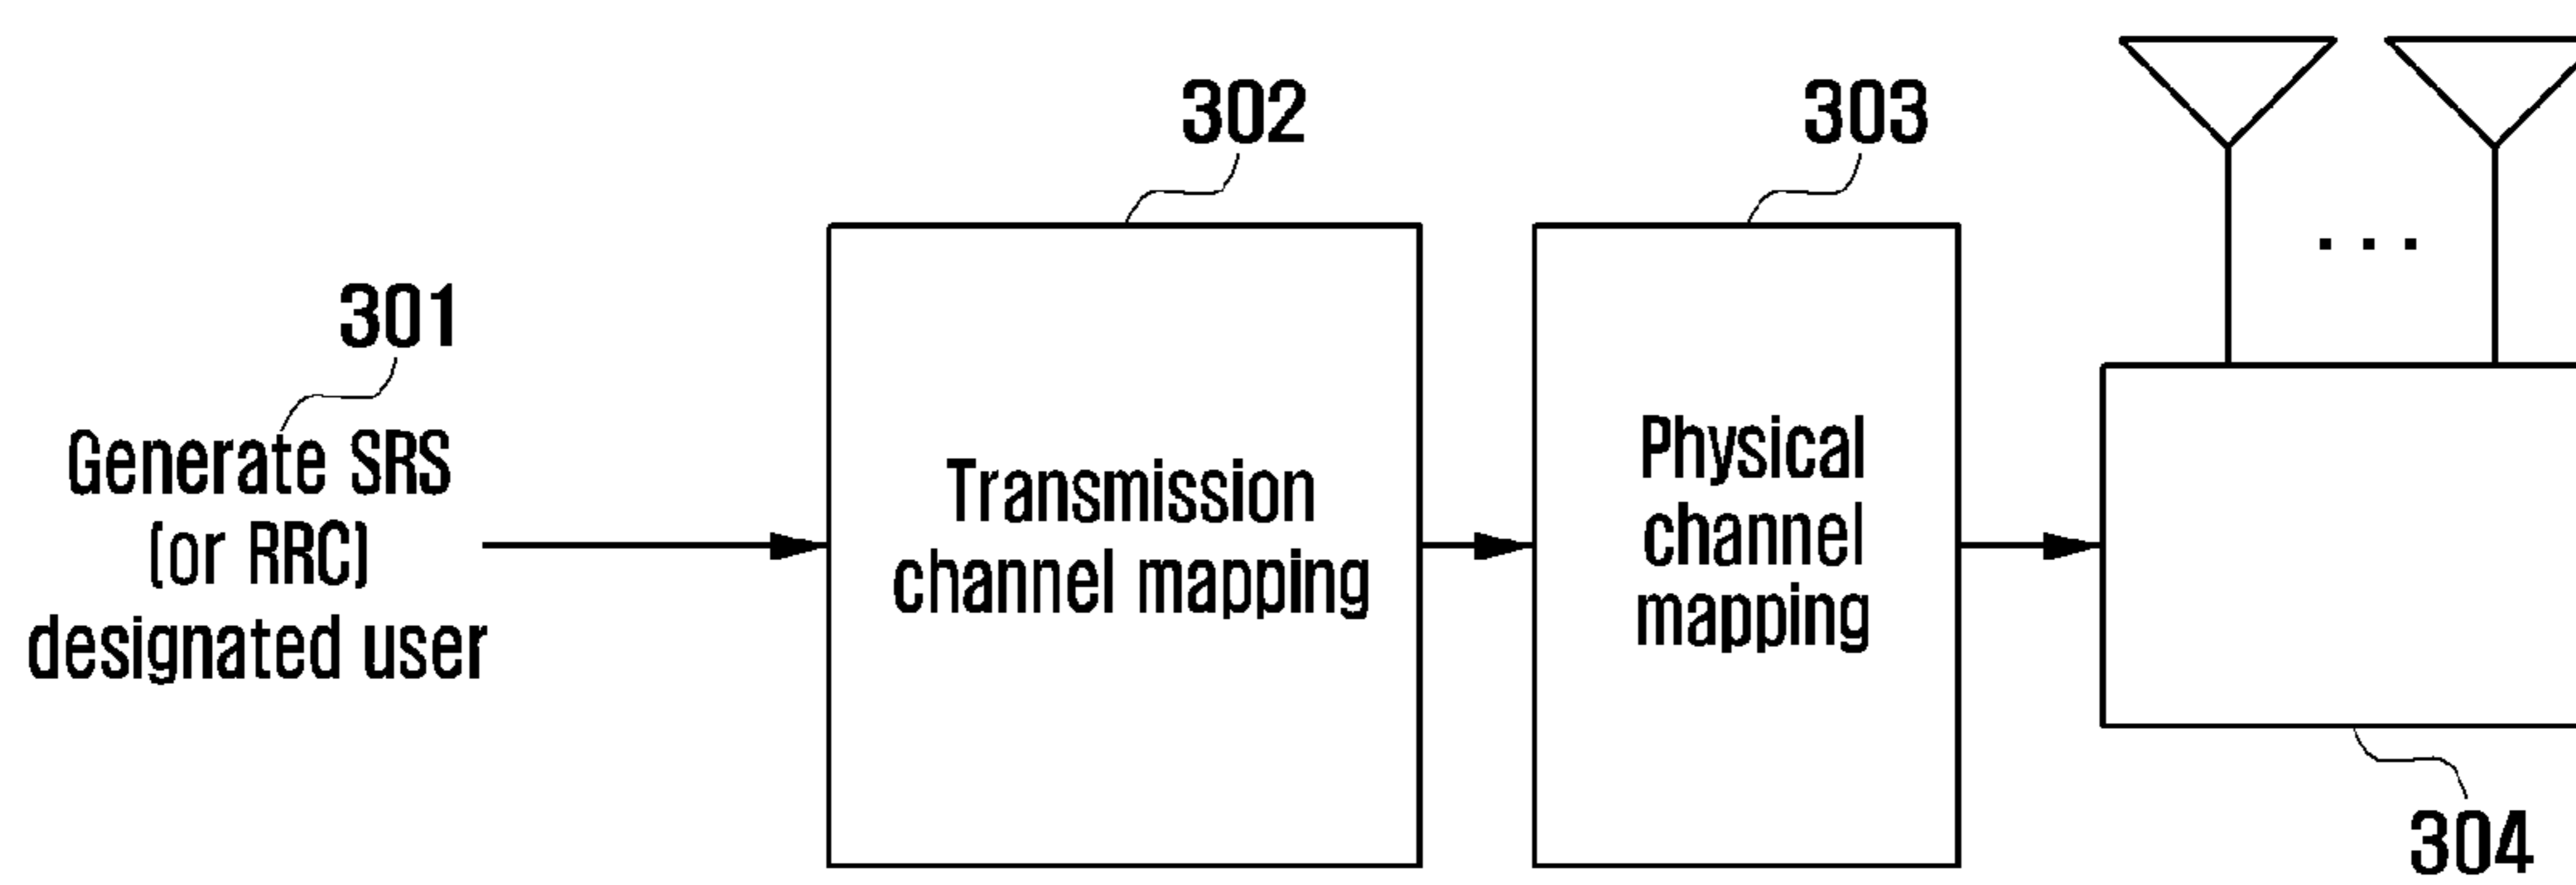 302
303
301
Generate SRS
(or RRC)
designated user
Transmission
channel mapping
Physical
channel
mapping
. . .
304